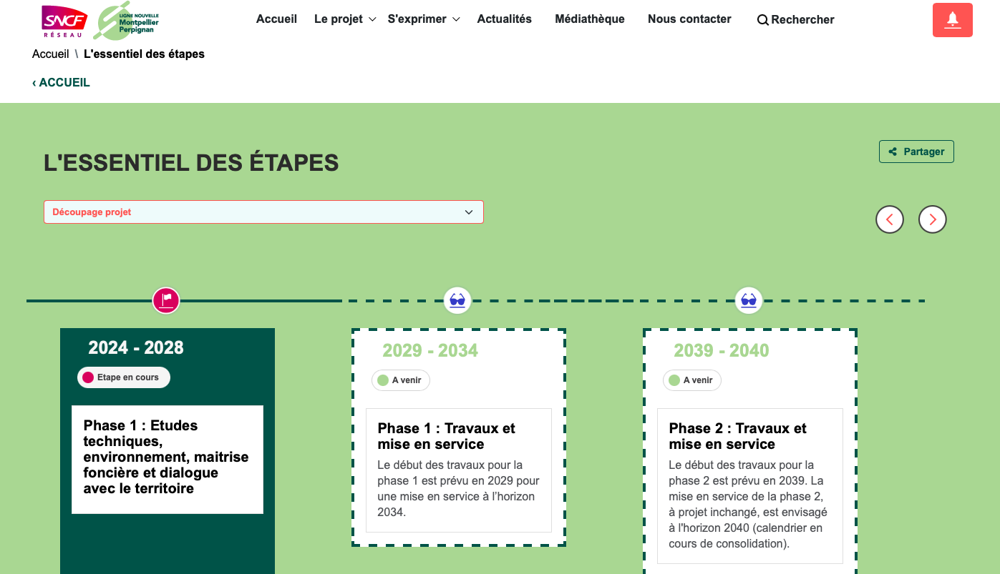 SNCF
RÉSEAU
LIGNE NOUVELLE
Montpellier
Perpignan
Accueil
Le projet
S'exprimer
Actualités
Médiathèque
Nous contacter
Rechercher
Accueil \ L'essentiel des étapes
‹ ACCUEIL
L'ESSENTIEL DES ÉTAPES
Partager
Découpage projet
2024 - 2028
Etape en cours
Phase 1 : Etudes
techniques,
environnement, maitrise
foncière et dialogue
avec le territoire
2029 - 2034
A venir
Phase 1 : Travaux et
mise en service
Le début des travaux pour la
phase 1 est prévu en 2029 pour
une mise en service à l'horizon
2034.
2039 - 2040
A venir
Phase 2 : Travaux et
mise en service
Le début des travaux pour la
phase 2 est prévu en 2039. La
mise en service de la phase 2,
à projet inchangé, est envisagé
à l'horizon 2040 (calendrier en
cours de consolidation).